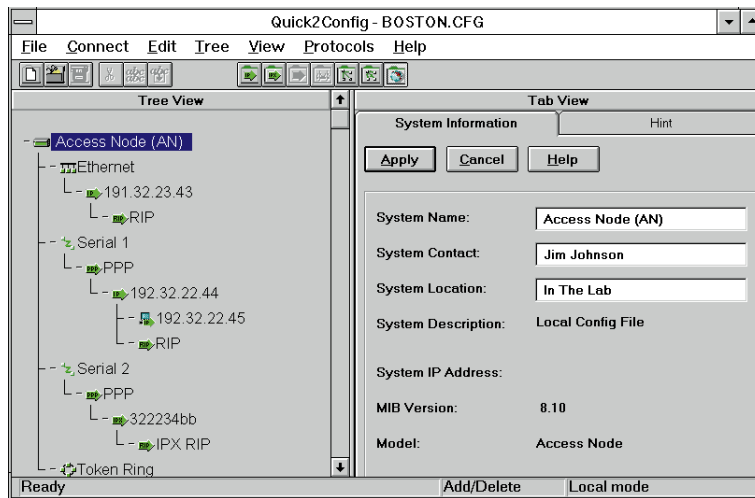 Quick2Config - BOSTON.CFG
File Connect Edit Tree View Protocols Help
Tree View
Access Node (AN)
Ethernet
191.32.23.43
RIP
Serial 1
PPP
192.32.22.44
192.32.22.45
RIP
Serial 2
PPP
322234bb
IPX RIP
Token Ring
Tab View
System Information
Hint
Apply Cancel Help
System Name: Access Node (AN)
System Contact: Jim Johnson
System Location: In The Lab
System Description: Local Config File
System IP Address:
MIB Version: 8.10
Model: Access Node
Ready Add/Delete Local mode